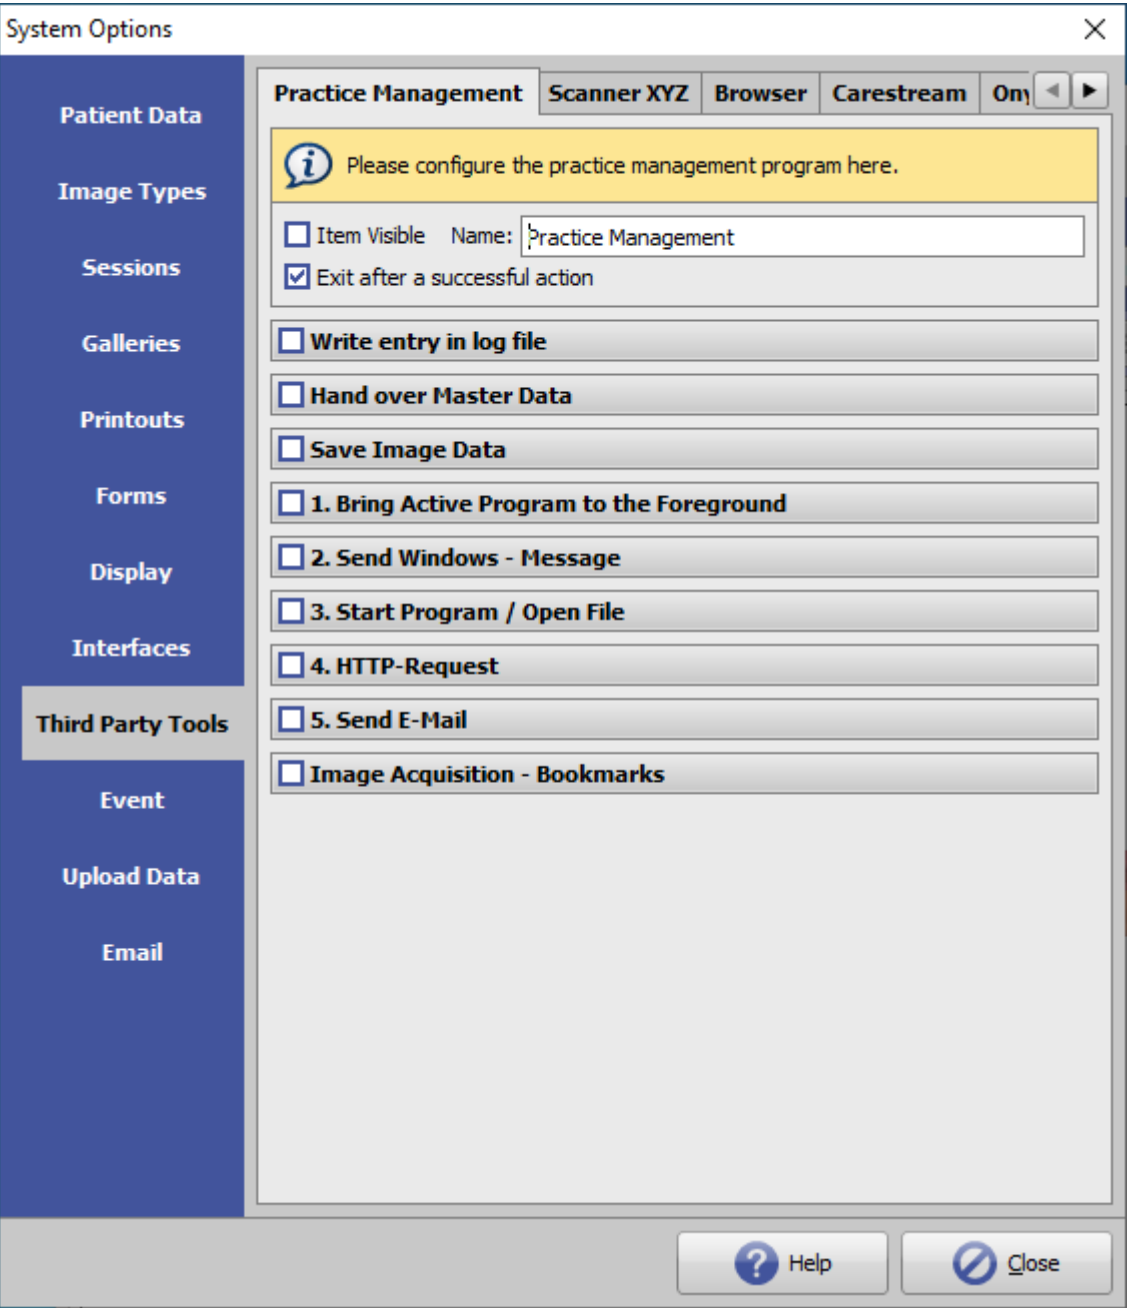 System Options
Patient Data
Image Types
Sessions
Galleries
Printouts
Forms
Display
Interfaces
Third Party Tools
Event
Upload Data
Email
Practice Management
Scanner XYZ
Browser
Carestream
Please configure the practice management program here.
Item Visible Name: Practice Management
Exit after a successful action
Write entry in log file
Hand over Master Data
Save Image Data
1. Bring Active Program to the Foreground
2. Send Windows - Message
3. Start Program / Open File
4. HTTP-Request
5. Send E-Mail
Image Acquisition - Bookmarks
Help
Close